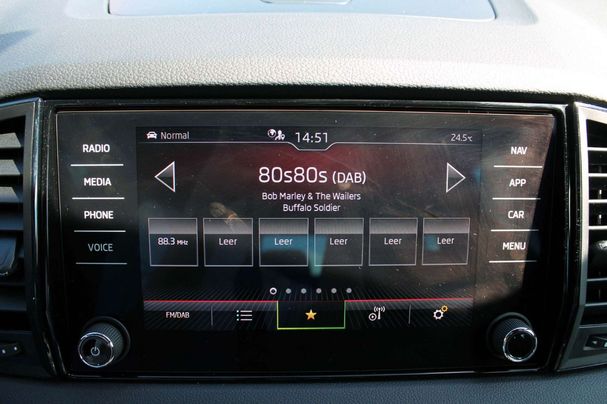 Normal
14:51
24.5°C
RADIO
MEDIA
PHONE
VOICE
80s80s (DAB)
Bob Marley & The Wailers
Buffalo Soldier
88.3 MHz
Leer
Leer
Leer
Leer
Leer
FM/DAB
NAV
APP
CAR
MENU